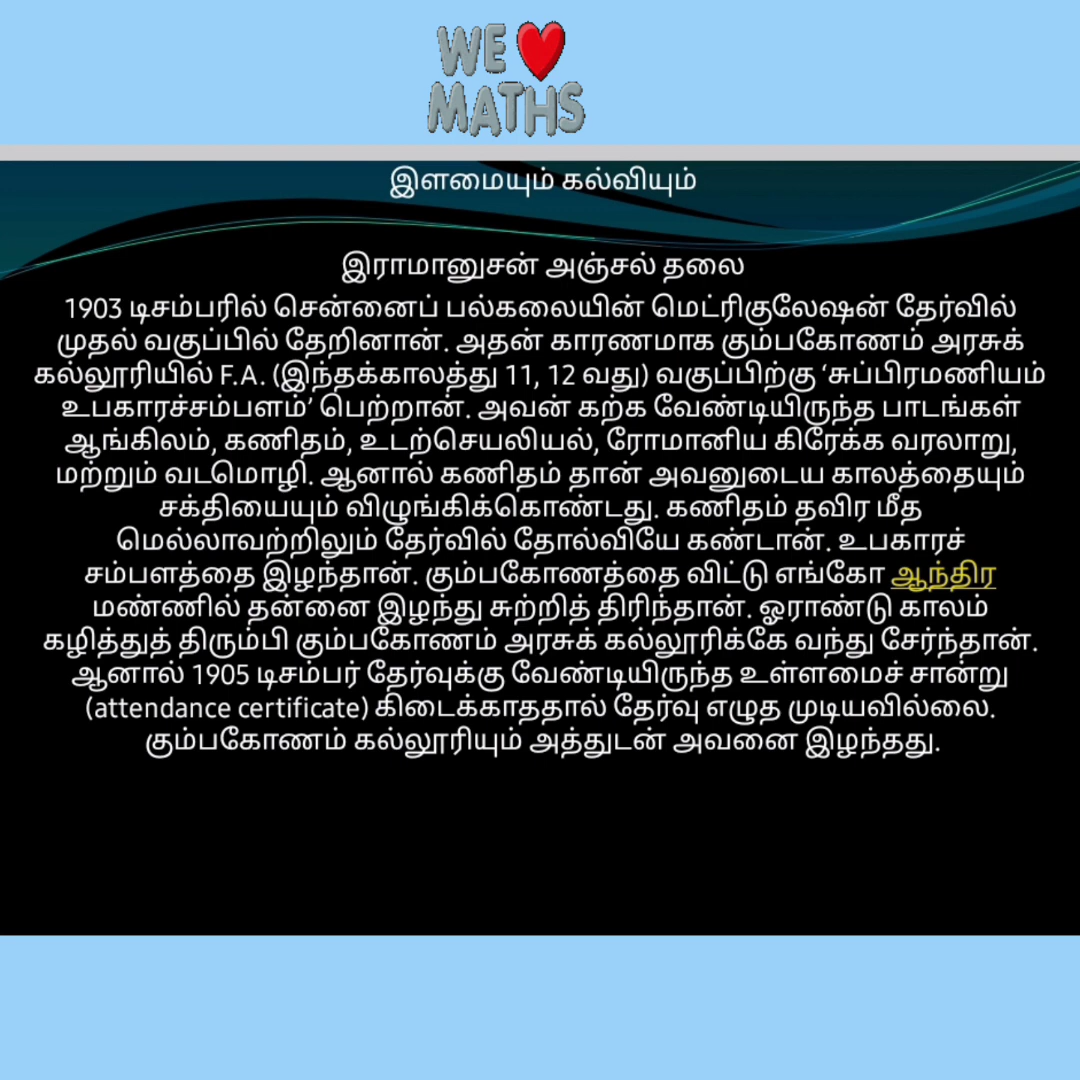 WE ❤ MATHS
இளமையும் கல்வியும்
இராமானுசன் அஞ்சல் தலை
1903 டிசம்பரில் சென்னைப் பல்கலையின் மெட்ரிகுலேஷன் தேர்வில்
முதல் வகுப்பில் தேறினான். அதன் காரணமாக கும்பகோணம் அரசுக்
கல்லூரியில் F.A. (இந்தக்காலத்து 11, 12 வது) வகுப்பிற்கு ‘சுப்பிரமணியம்
உபகாரச்சம்பளம்’ பெற்றான். அவன் கற்க வேண்டியிருந்த பாடங்கள்
ஆங்கிலம், கணிதம், உடற்செயலியல், ரோமானிய கிரேக்க வரலாறு,
மற்றும் வடமொழி. ஆனால் கணிதம் தான் அவனுடைய காலத்தையும்
சக்தியையும் விழுங்கிக்கொண்டது. கணிதம் தவிர மீத
மெல்லாவற்றிலும் தேர்வில் தோல்வியே கண்டான். உபகாரச்
சம்பளத்தை இழந்தான். கும்பகோணத்தை விட்டு எங்கோ ஆந்திர
மண்ணில் தன்னை இழந்து சுற்றித் திரிந்தான். ஓராண்டு காலம்
கழித்துத் திரும்பி கும்பகோணம் அரசுக் கல்லூரிக்கே வந்து சேர்ந்தான்.
ஆனால் 1905 டிசம்பர் தேர்வுக்கு வேண்டியிருந்த உள்ளமைச் சான்று
(attendance certificate) கிடைக்காததால் தேர்வு எழுத முடியவில்லை.
கும்பகோணம் கல்லூரியும் அத்துடன் அவனை இழந்தது.